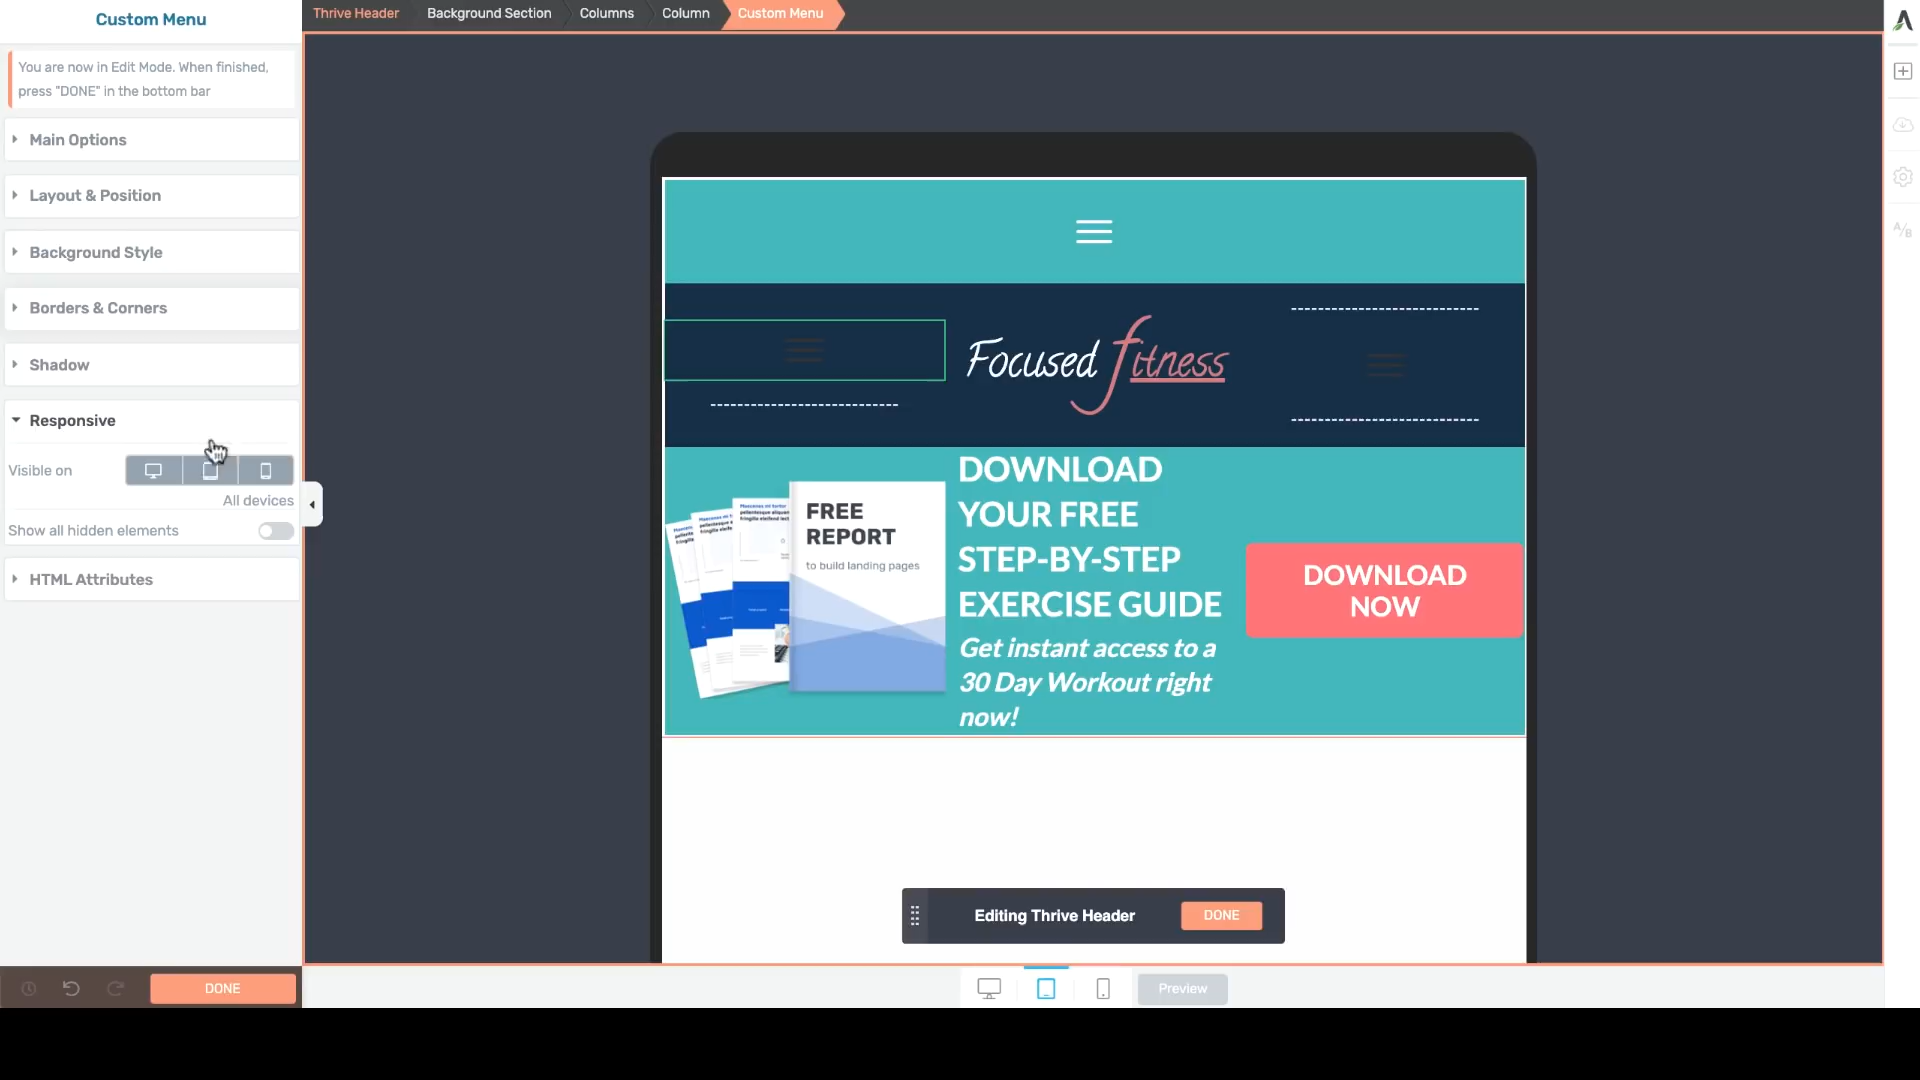 Custom Menu
Thrive Header
Background Section
Columns
Column
Custom Menu
You are now in Edit Mode. When finished,
press "DONE" in the bottom bar
Main Options
Layout & Position
Background Style
Borders & Corners
Shadow
Responsive
Visible on
All devices
Show all hidden elements
HTML Attributes
Focused fitness
FREE
REPORT
to build landing pages
DOWNLOAD
YOUR FREE
STEP-BY-STEP
EXERCISE GUIDE
Get instant access to a
30 Day Workout right
now!
DOWNLOAD
NOW
Editing Thrive Header
DONE
DONE
Preview
A/B